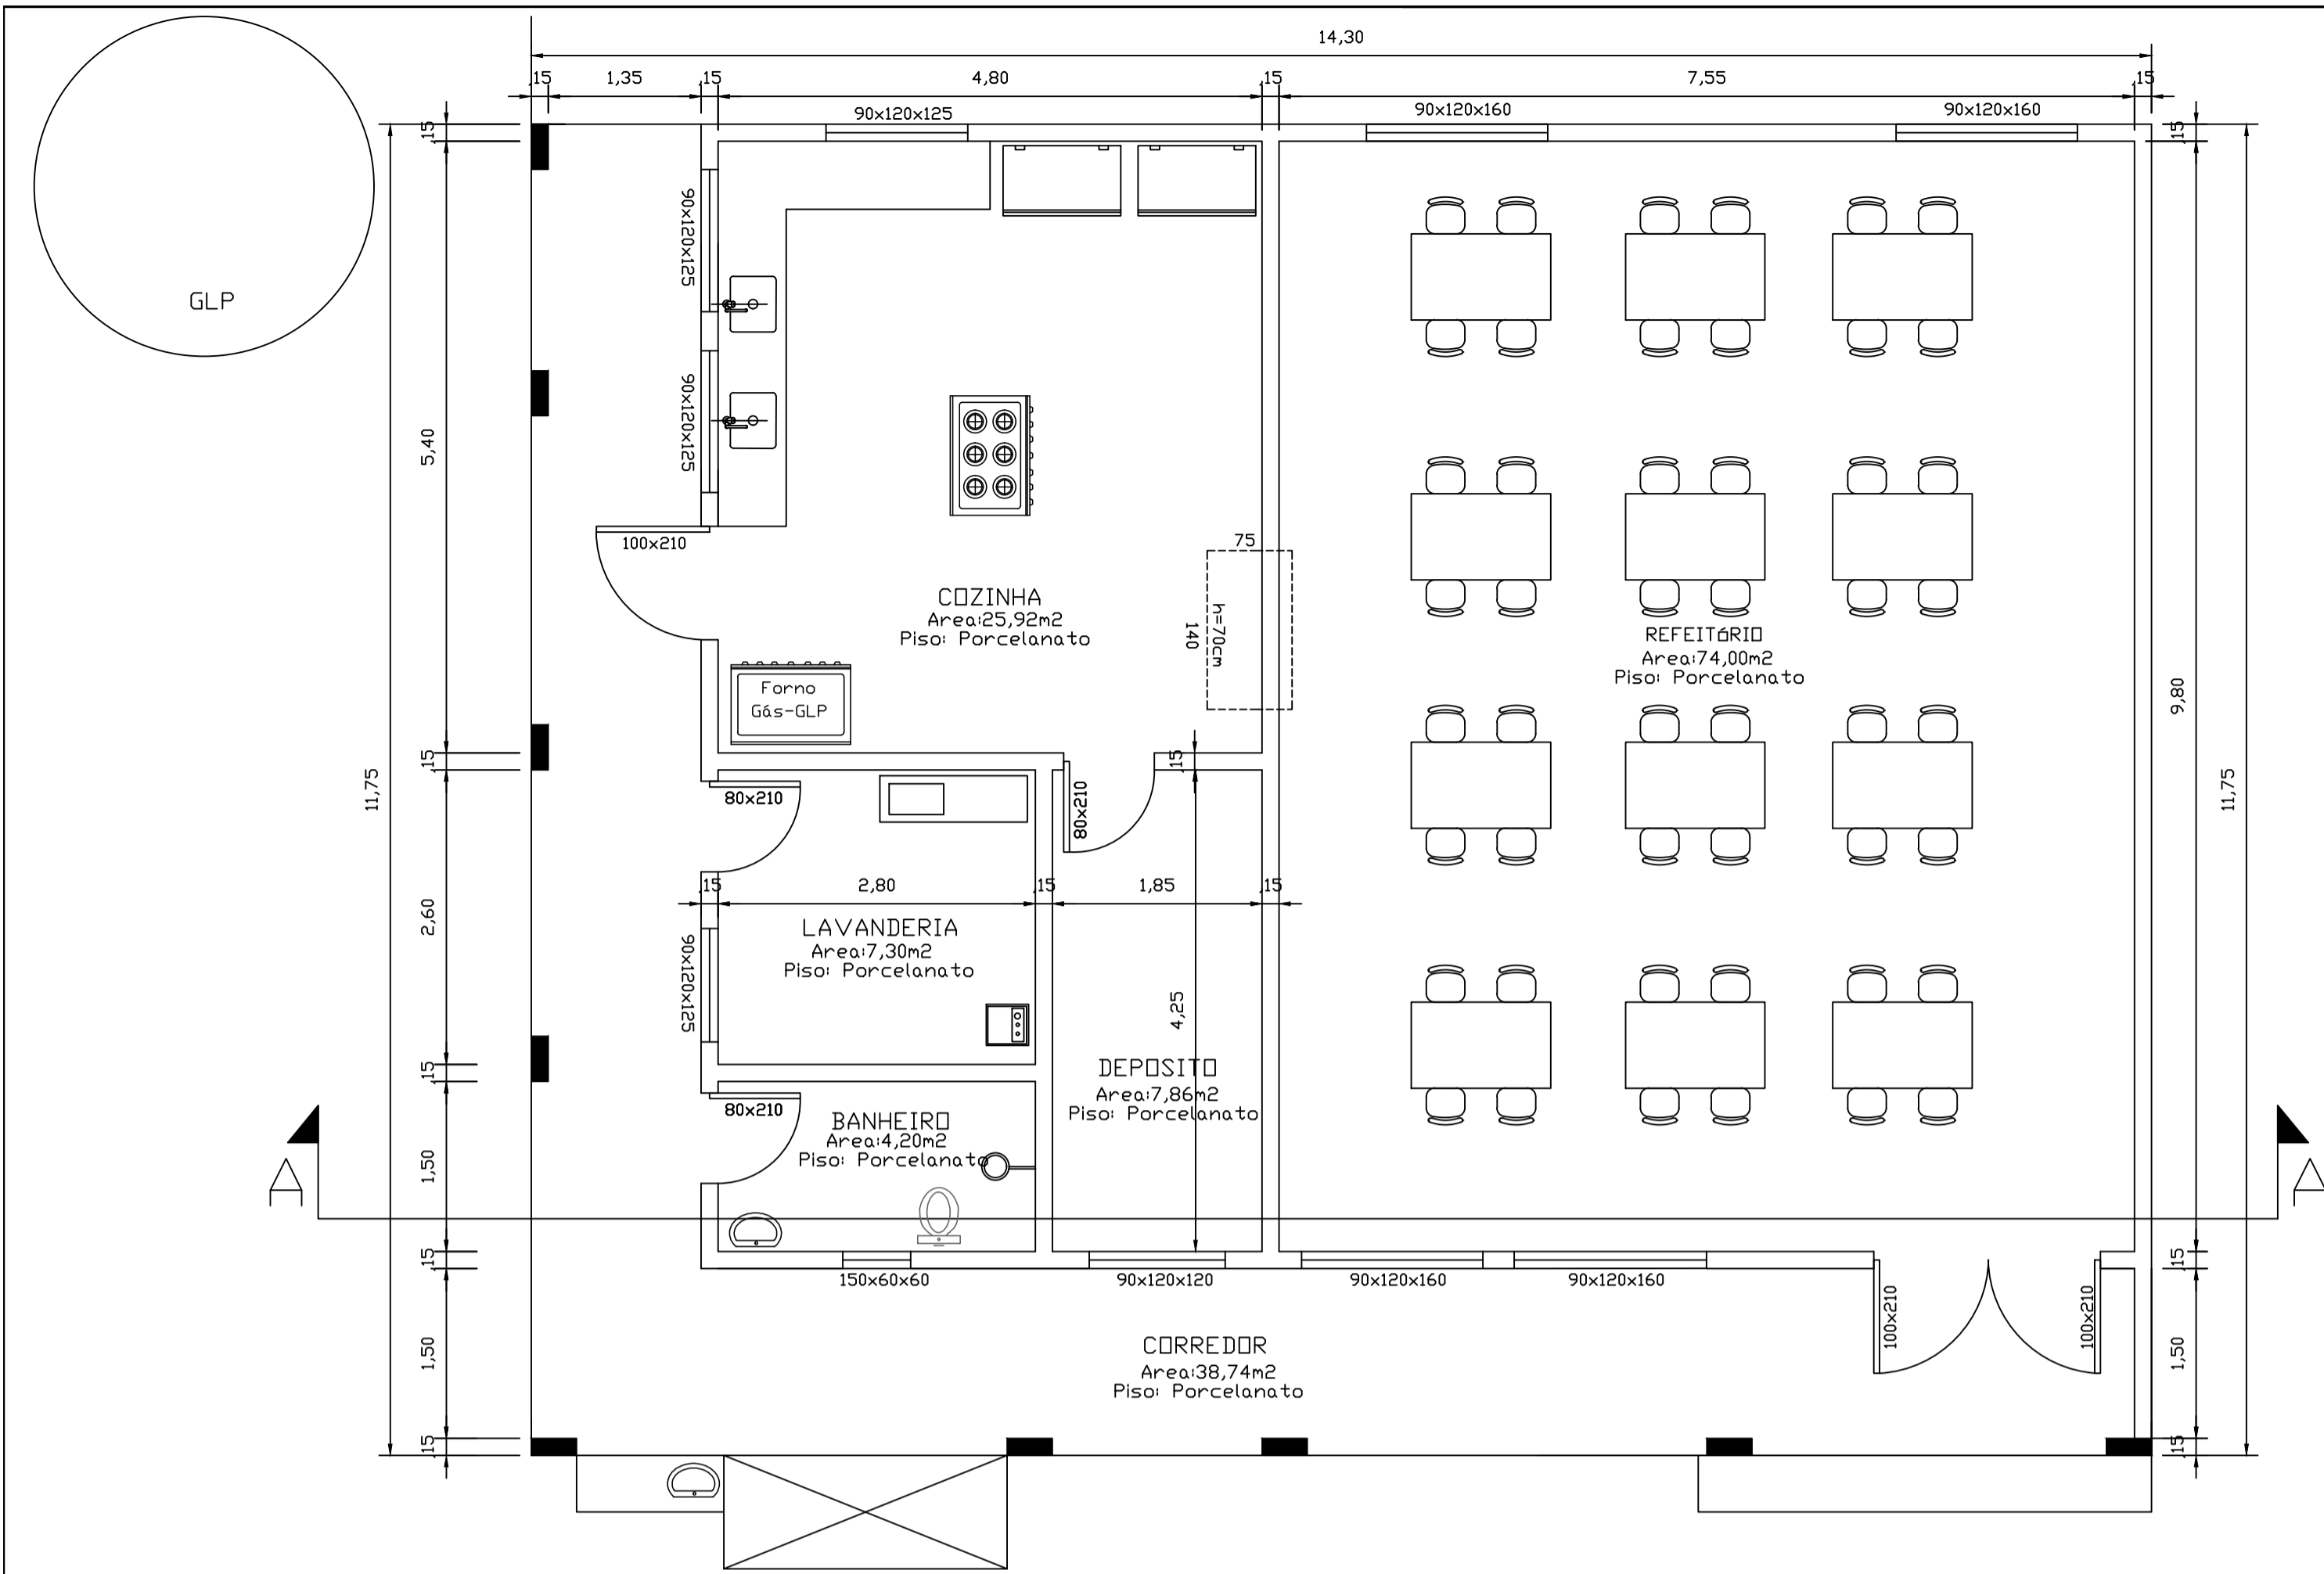 14,30
,15
1,35
,15
4,80
,15
7,55
,15
90x120x125
90x120x160
90x120x160
,15
,15
GLP
90x120x125
90x120x125
5,40
100x210
75
h=70cm
140
COZINHA
Area:25,92m2
Piso: Porcelanato
REFEITóRIO
Area:74,00m2
Piso: Porcelanato
Forno
Gás-GLP
9,80
11,75
11,75
,15
,15
80x210
80x210
,15
2,80
,15
1,85
,15
2,60
LAVANDERIA
Area:7,30m2
Piso: Porcelanato
90x120x125
4,25
DEPOSITO
Area:7,86m2
Piso: Porcelanato
,15
80x210
BANHEIRO
Area:4,20m2
Piso: Porcelanato
1,50
A
A
,15
,15
150x60x60
90x120x120
90x120x160
90x120x160
100x210
100x210
1,50
1,50
CORREDOR
Area:38,74m2
Piso: Porcelanato
,15
,15